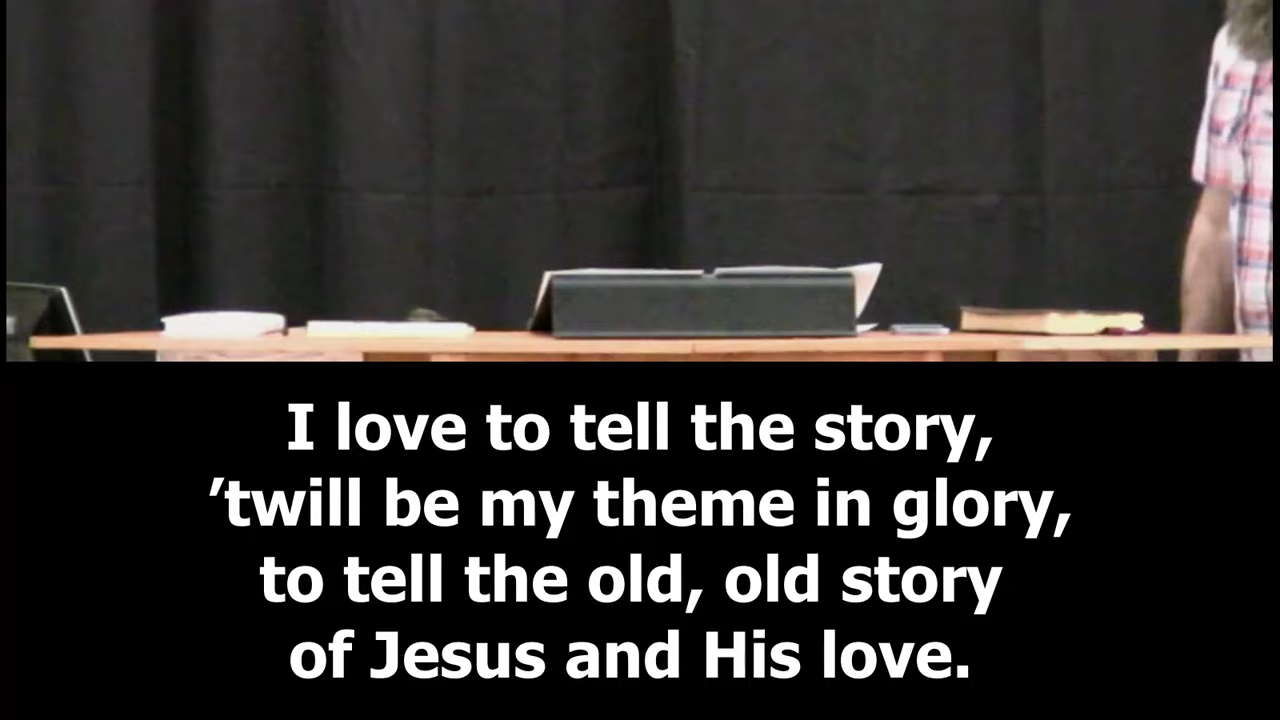 I love to tell the story,
’twill be my theme in glory,
to tell the old, old story
of Jesus and His love.